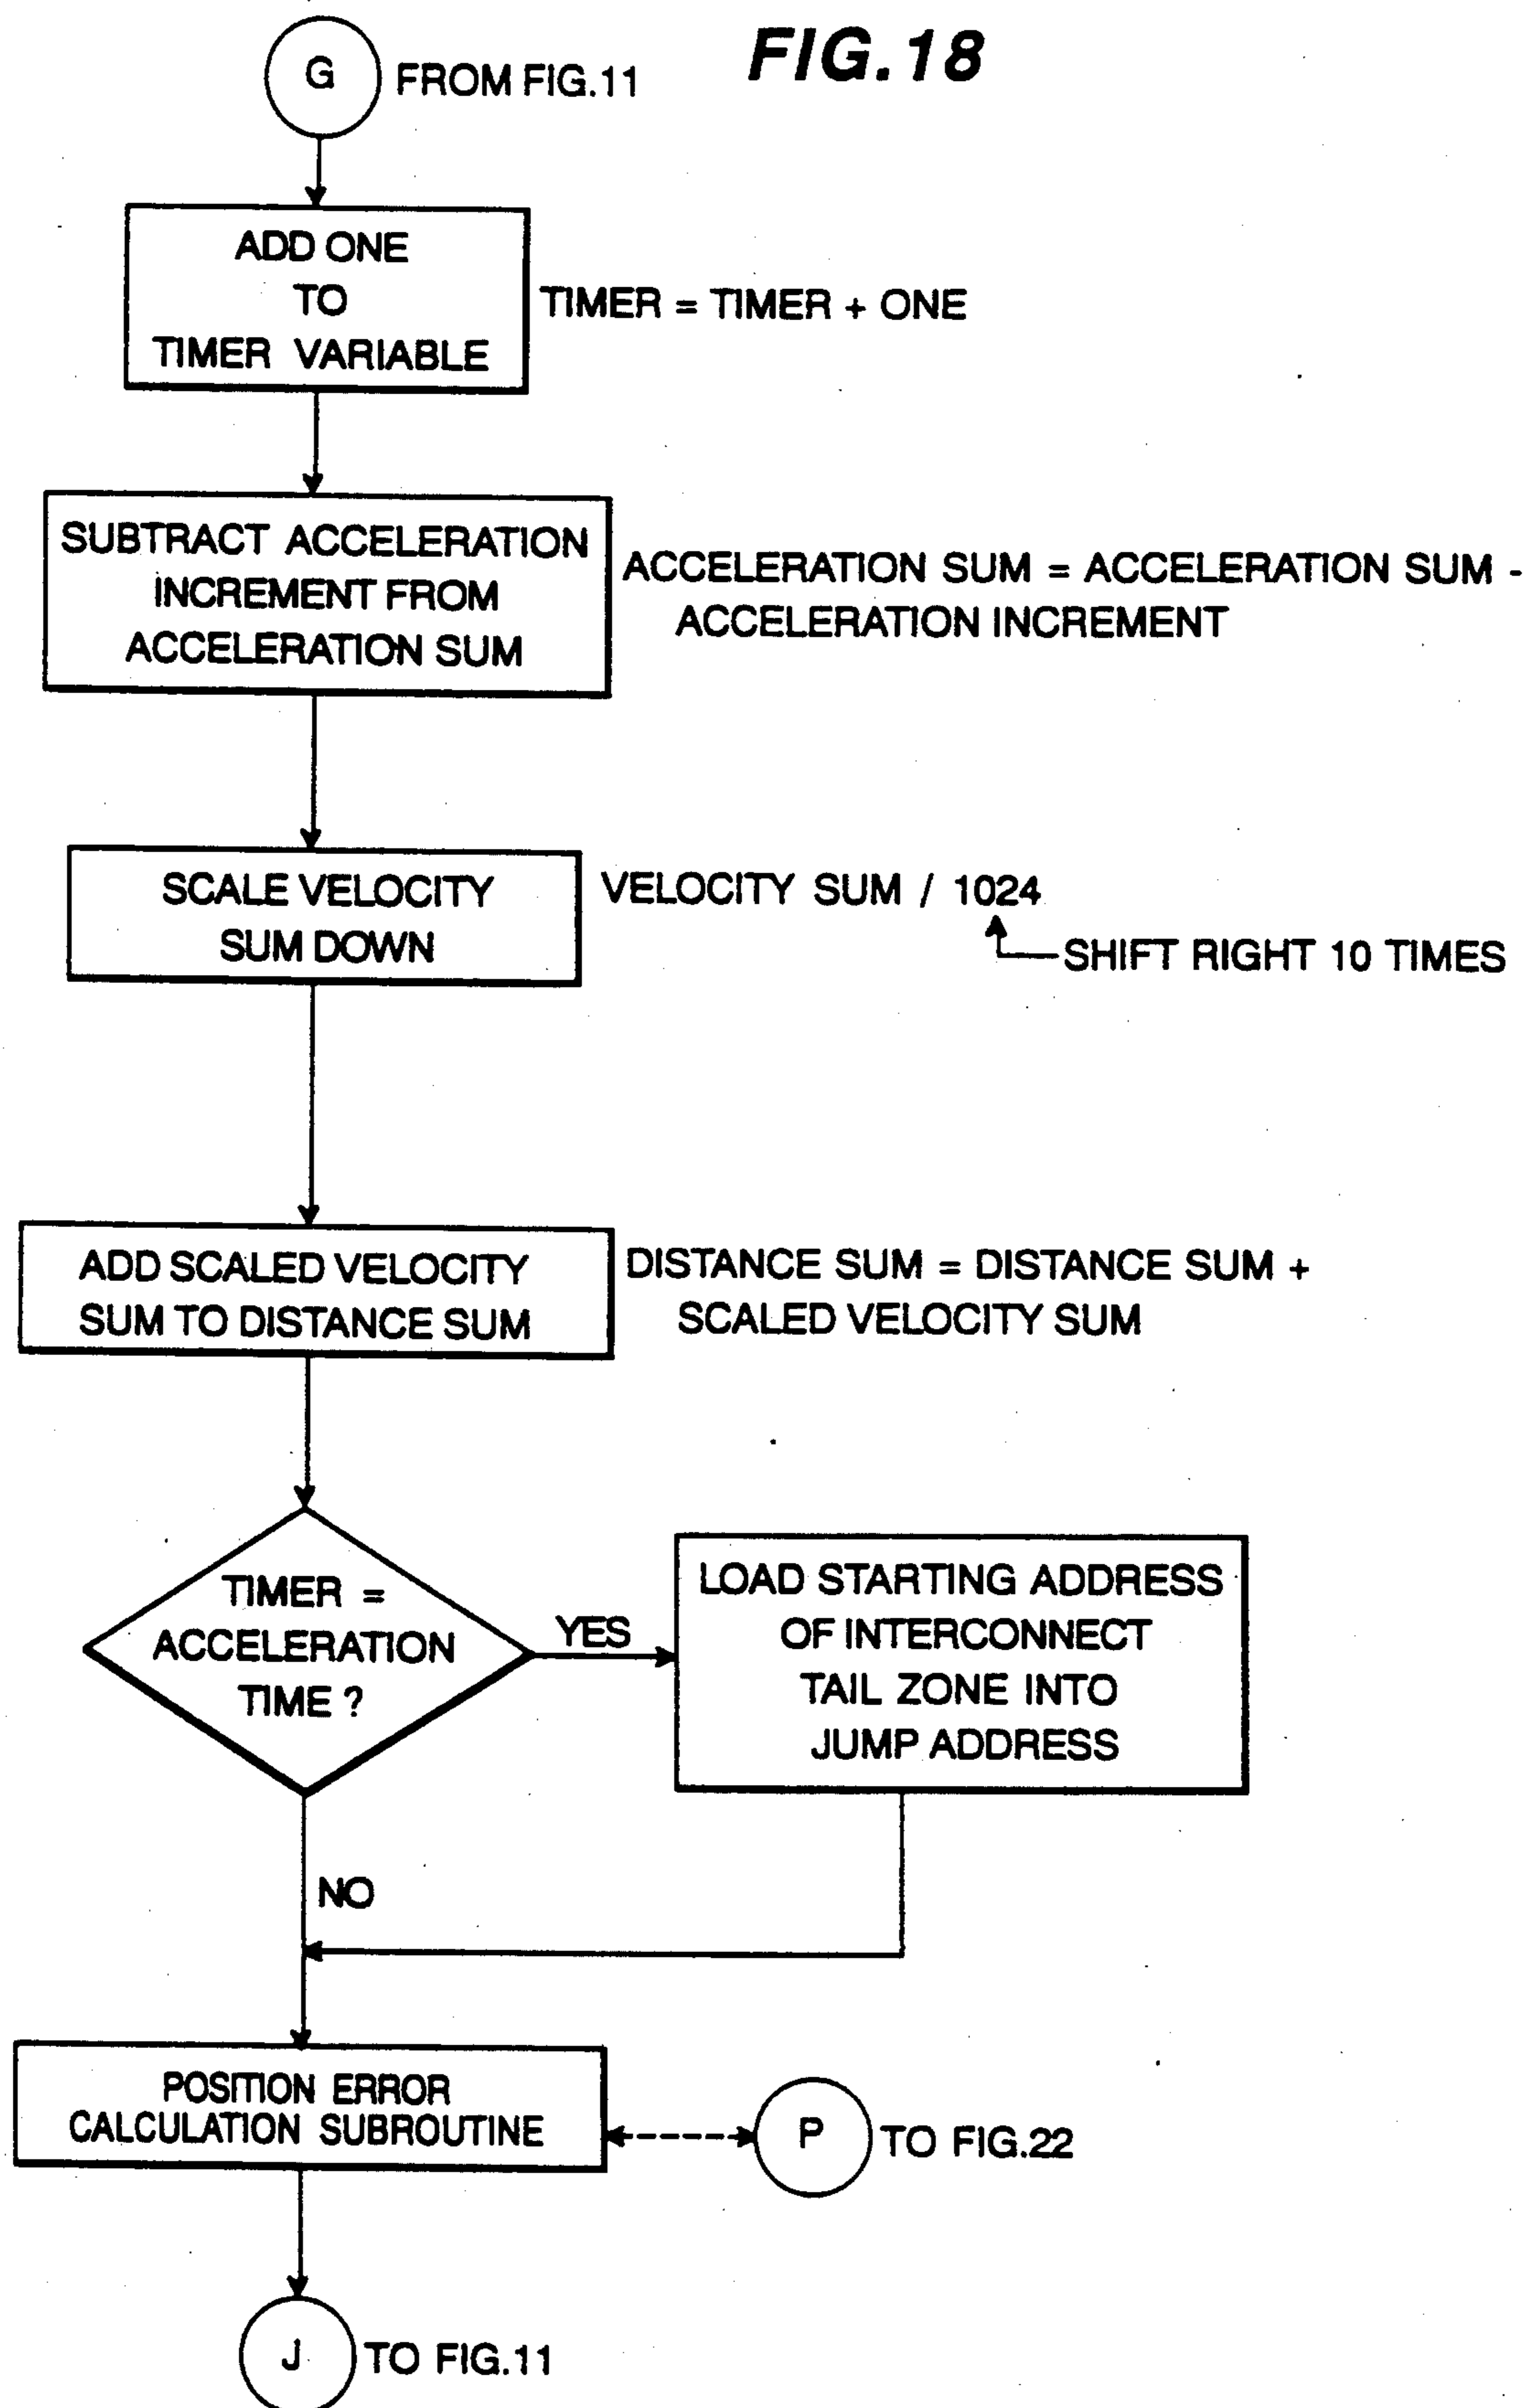 FIG.18
G FROM FIG.11
ADD ONE
TO
TIMER VARIABLE
TIMER = TIMER + ONE
SUBTRACT ACCELERATION
INCREMENT FROM
ACCELERATION SUM
ACCELERATION SUM = ACCELERATION SUM -
ACCELERATION INCREMENT
SCALE VELOCITY
SUM DOWN
VELOCITY SUM / 1024
SHIFT RIGHT 10 TIMES
ADD SCALED VELOCITY
SUM TO DISTANCE SUM
DISTANCE SUM = DISTANCE SUM +
SCALED VELOCITY SUM
TIMER =
ACCELERATION
TIME ?
YES
LOAD STARTING ADDRESS
OF INTERCONNECT
TAIL ZONE INTO
JUMP ADDRESS
NO
POSITION ERROR
CALCULATION SUBROUTINE
P TO FIG.22
J TO FIG.11